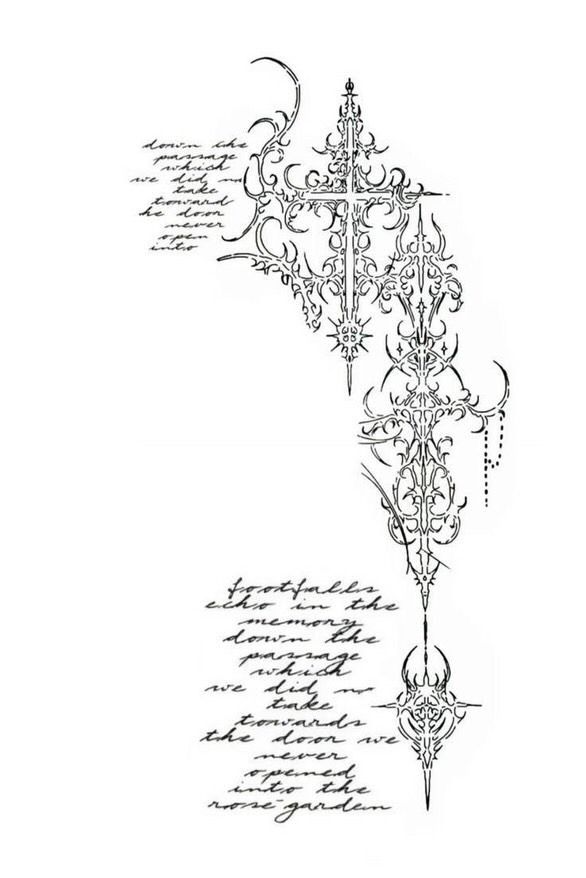 down the
passage
which
we did no
take
toward
he door
never
open
into
footfalls
echo in the
memory
down the
passage
which
we did no
take
towards
the door we
never
opened
into the
rose-garden